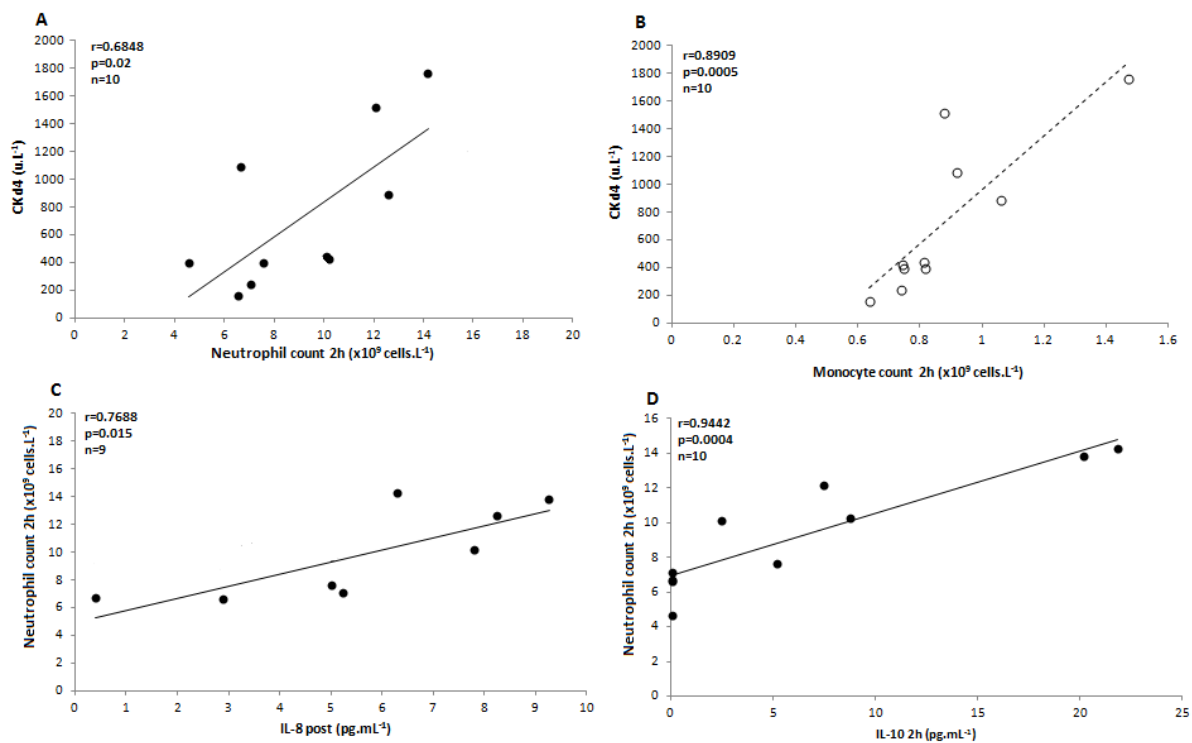 A
r=0.6848
p=0.02
n=10
CKd4 (u.L⁻¹)
2000
1800
1600
1400
1200
1000
800
600
400
200
0
0 2 4 6 8 10 12 14 16 18 20
Neutrophil count 2h (x10⁹ cells.L⁻¹)
B
r=0.8909
p=0.0005
n=10
CKd4 (u.L⁻¹)
2000
1800
1600
1400
1200
1000
800
600
400
200
0
0 0.2 0.4 0.6 0.8 1 1.2 1.4 1.6
Monocyte count 2h (x10⁹ cells.L⁻¹)
C
r=0.7688
p=0.015
n=9
Neutrophil count 2h (x10⁹ cells.L⁻¹)
20
18
16
14
12
10
8
6
4
2
0
0 1 2 3 4 5 6 7 8 9 10
IL-8 post (pg.mL⁻¹)
D
r=0.9442
p=0.0004
n=10
Neutrophil count 2h (x10⁹ cells.L⁻¹)
16
14
12
10
8
6
4
2
0
0 5 10 15 20 25
IL-10 2h (pg.mL⁻¹)